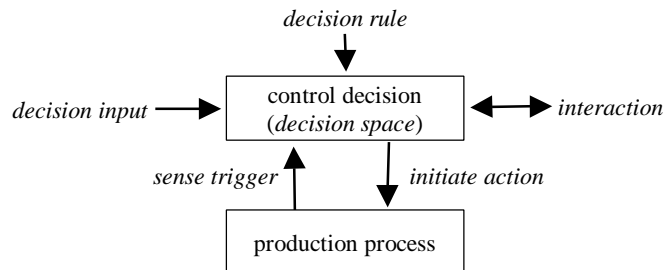 decision rule
control decision
(decision space)
decision input
interaction
sense trigger
initiate action
production process